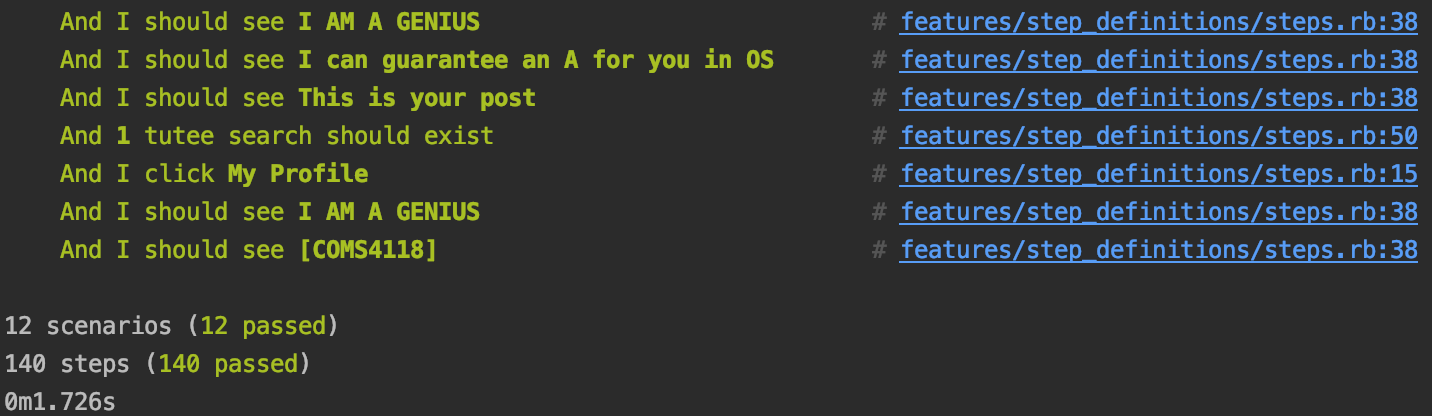 And I should see I AM A GENIUS # features/step_definitions/steps.rb:38
And I should see I can guarantee an A for you in OS # features/step_definitions/steps.rb:38
And I should see This is your post # features/step_definitions/steps.rb:38
And 1 tutee search should exist # features/step_definitions/steps.rb:50
And I click My Profile # features/step_definitions/steps.rb:15
And I should see I AM A GENIUS # features/step_definitions/steps.rb:38
And I should see [COMS4118] # features/step_definitions/steps.rb:38
12 scenarios (12 passed)
140 steps (140 passed)
0m1.726s